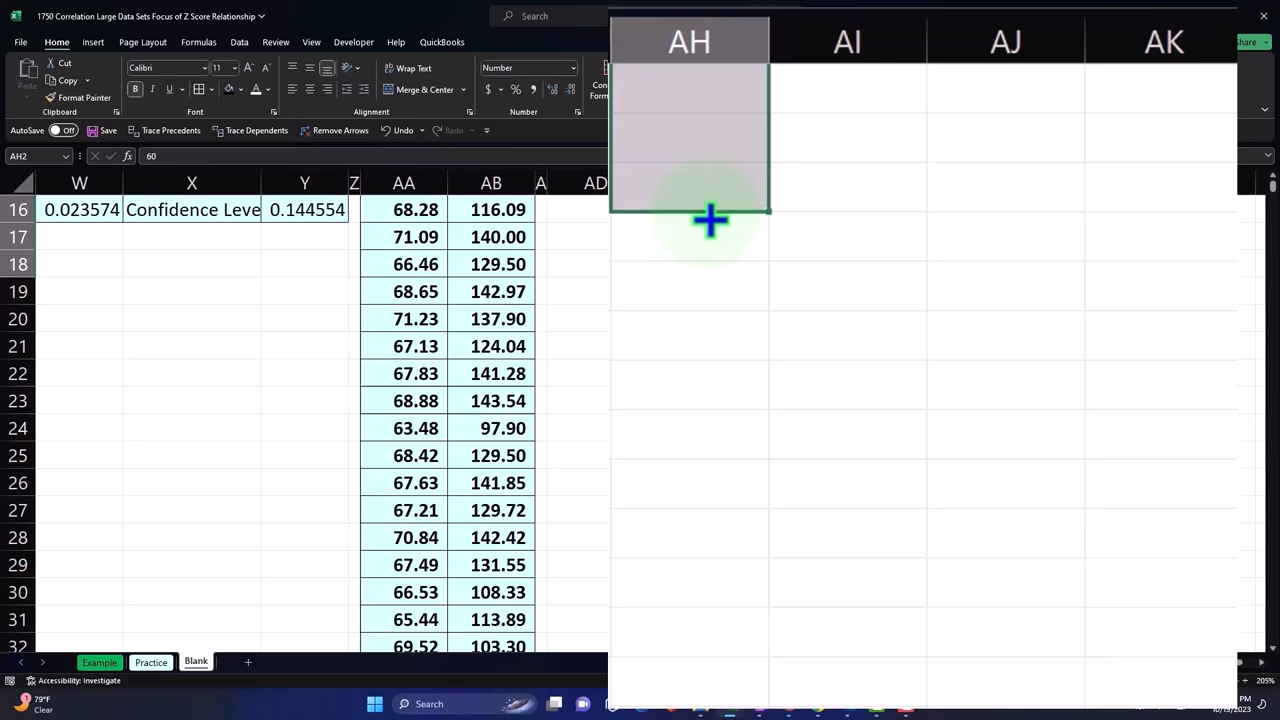 1750 Correlation Large Data Sets Focus of Z Score Relationship
Search
File Home Insert Page Layout Formulas Data Review View Developer Help QuickBooks
Share
Cut
Copy
Format Painter
Paste
Clipboard
Calibri 11
B I U
Font
Wrap Text
Merge & Center
Alignment
Number
$ %
Number
AutoSave Off Save Trace Precedents Trace Dependents Remove Arrows Undo Redo
AH2 fx 60
W X Y Z AA AB A AD
AH AI AJ AK
16 0.023574 Confidence Leve 0.144554 68.28 116.09
17 71.09 140.00
18 66.46 129.50
19 68.65 142.97
20 71.23 137.90
21 67.13 124.04
22 67.83 141.28
23 68.88 143.54
24 63.48 97.90
25 68.42 129.50
26 67.63 141.85
27 67.21 129.72
28 70.84 142.42
29 67.49 131.55
30 66.53 108.33
31 65.44 113.89
32 69.52 103.30
Example Practice Blank
Accessibility: Investigate
205%
79°F
Clear
Search
PM
10/19/2023